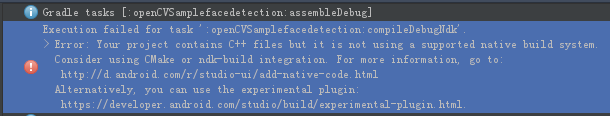 Gradle tasks [:openCVSamplefacedetection:assembleDebug]
Execution failed for task ':openCVSamplefacedetection:compileDebugNdk'.
> Error: Your project contains C++ files but it is not using a supported native build system.
Consider using CMake or ndk-build integration. For more information, go to:
http://d.android.com/r/studio-ui/add-native-code.html
Alternatively, you can use the experimental plugin:
https://developer.android.com/studio/build/experimental-plugin.html.